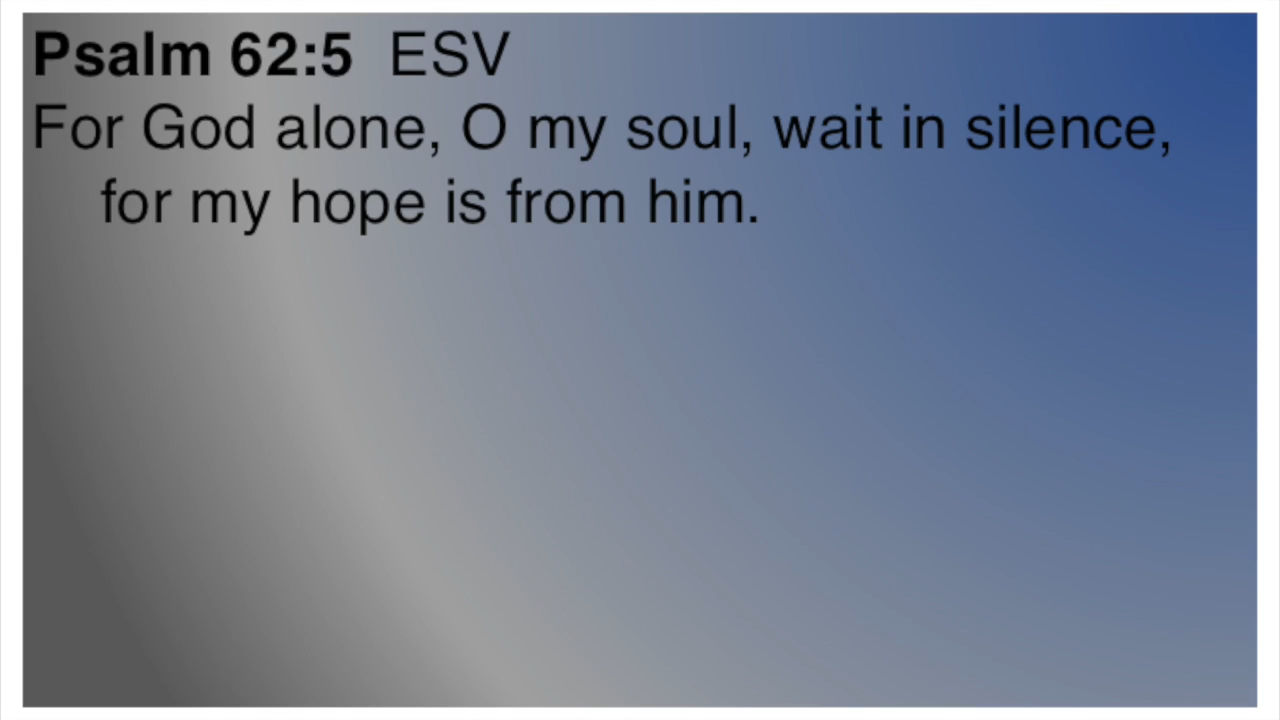 Psalm 62:5 ESV
For God alone, O my soul, wait in silence,
for my hope is from him.